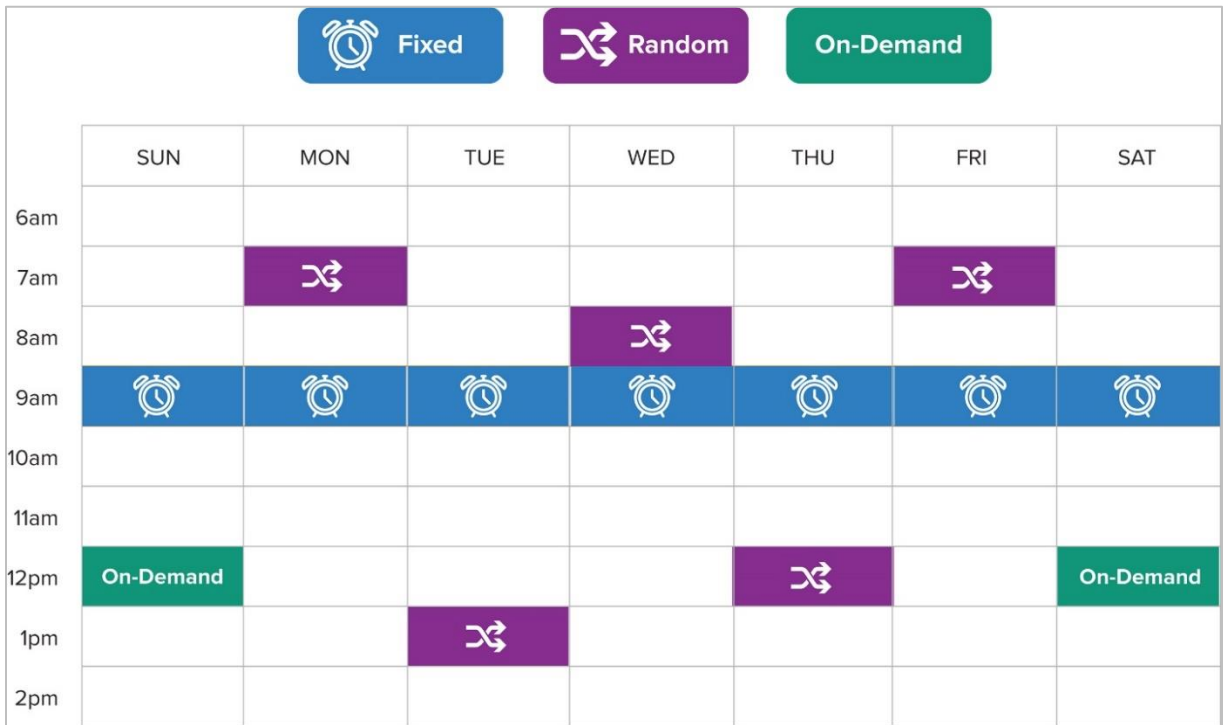 Fixed Random On-Demand
SUN MON TUE WED THU FRI SAT
6am
7am
8am
9am
10am
11am
12pm On-Demand On-Demand
1pm
2pm